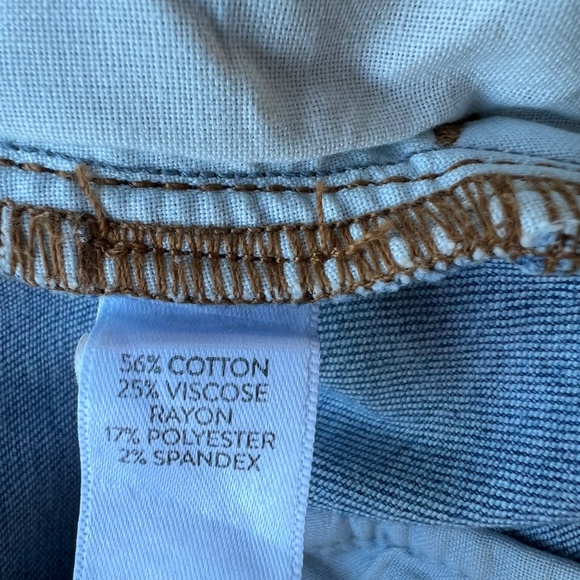 56% COTTON
25% VISCOSE
RAYON
17% POLYESTER
2% SPANDEX